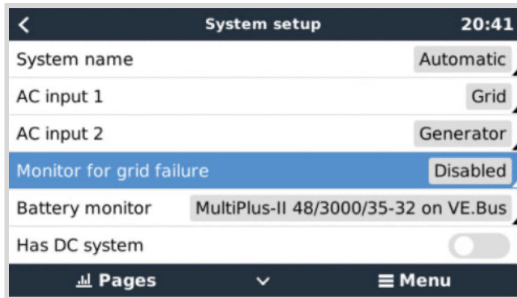 System setup 20:41
System name Automatic
AC input 1 Grid
AC input 2 Generator
Monitor for grid failure Disabled
Battery monitor MultiPlus-II 48/3000/35-32 on VE.Bus
Has DC system
Pages Menu